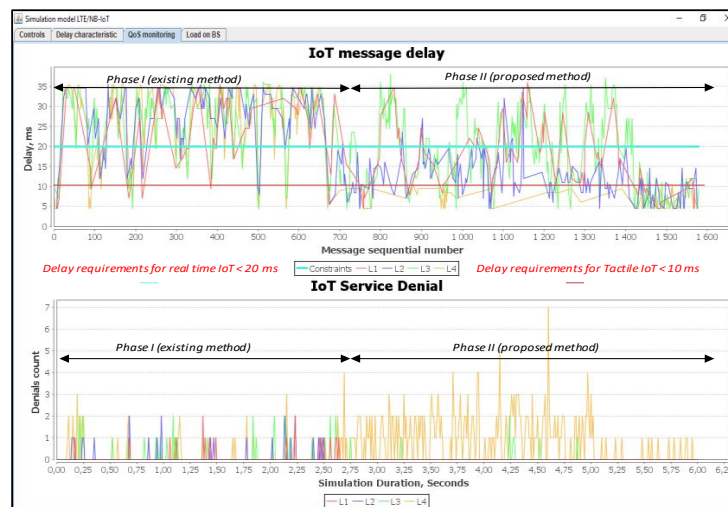 Simulation model LTE/NB-IoT
Controls Delay characteristic QoS monitoring Load on BS
IoT message delay
Phase I (existing method) Phase II (proposed method)
Delay, ms
35
30
25
20
15
10
5
0
0 100 200 300 400 500 600 700 800 900 1 000 1 100 1 200 1 300 1 400 1 500 1 600
Message sequential number
Delay requirements for real time IoT < 20 ms Constraints L1 L2 L3 L4 Delay requirements for Tactile IoT < 10 ms
IoT Service Denial
Phase I (existing method) Phase II (proposed method)
Denials count
7
6
5
4
3
2
1
0
0,00 0,25 0,50 0,75 1,00 1,25 1,50 1,75 2,00 2,25 2,50 2,75 3,00 3,25 3,50 3,75 4,00 4,25 4,50 4,75 5,00 5,25 5,50 5,75 6,00 6,2
Simulation Duration, Seconds
L1 L2 L3 L4